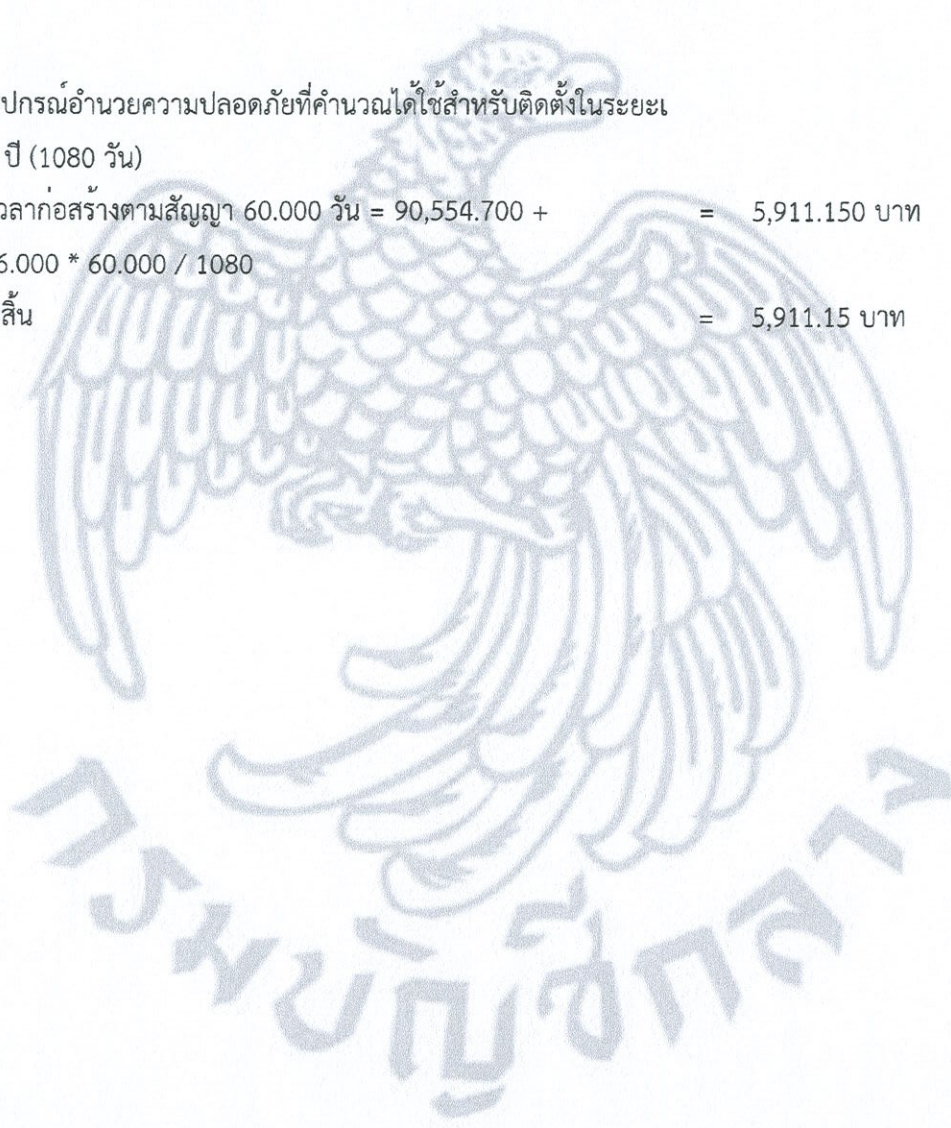 ปกรณ์อำนวยความปลอดภัยที่คำนวณได้ใช้สำหรับติดตั้งในระยะเ
ปี (1080 วัน)
วลาก่อสร้างตามสัญญา 60.000 วัน = 90,554.700 + = 5,911.150 บาท
6.000 * 60.000 / 1080
สิ้น = 5,911.15 บาท
กรมบัญชีกลาง